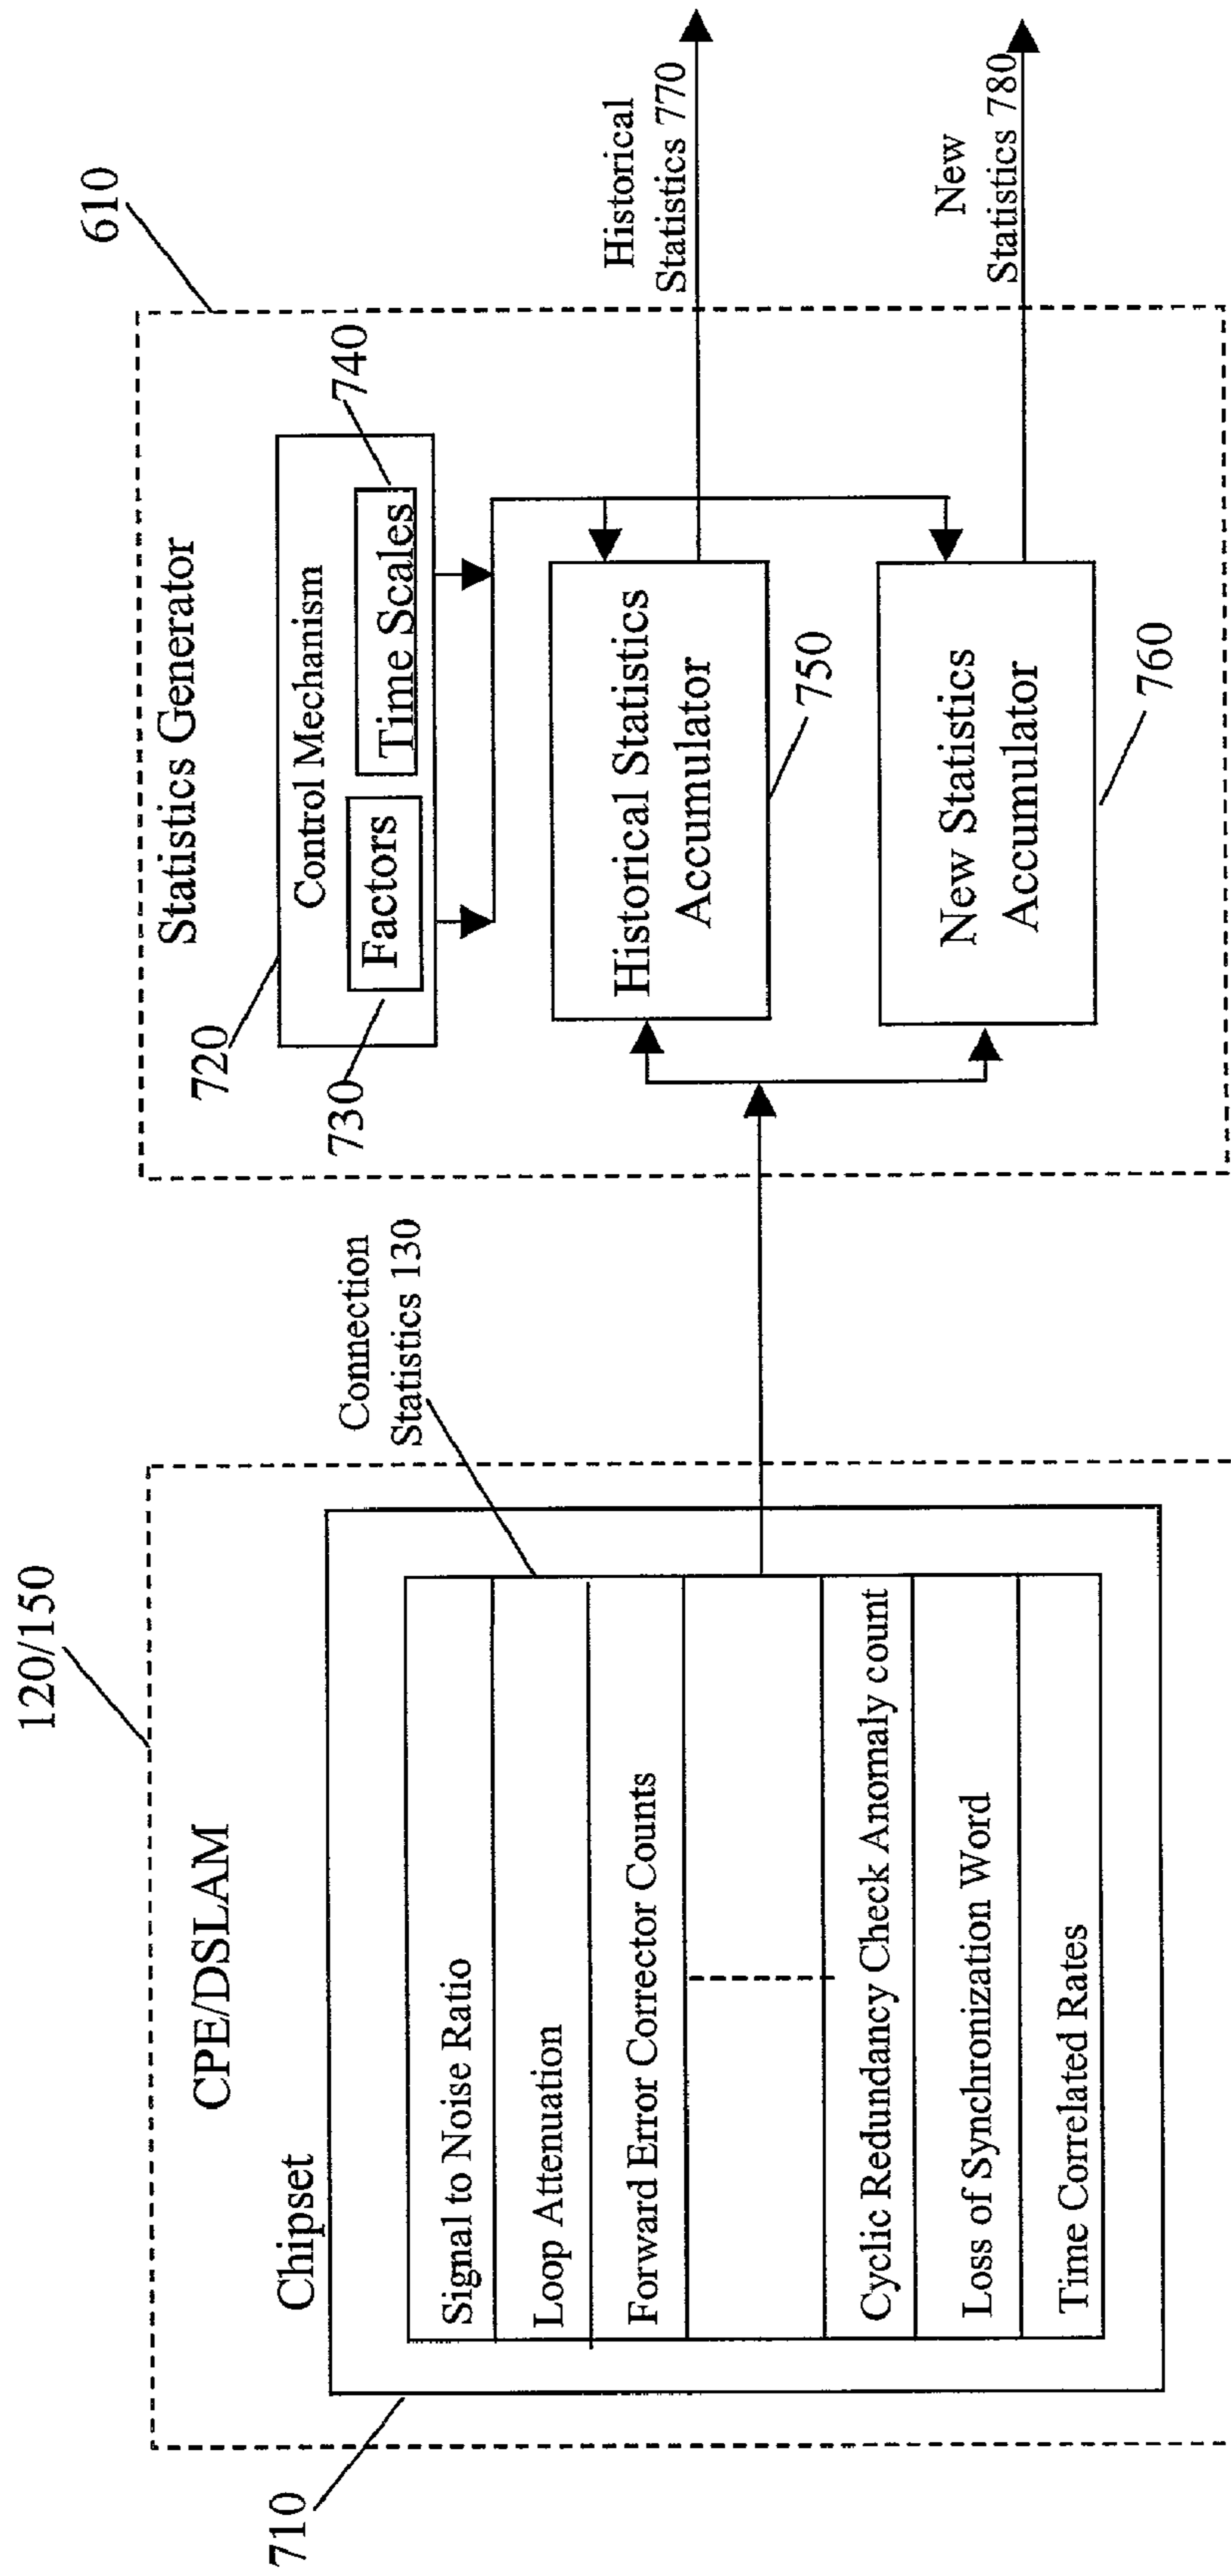 120/150
CPE/DSLAM
710
Chipset
Signal to Noise Ratio
Loop Attenuation
Forward Error Corrector Counts
Cyclic Redundancy Check Anomaly count
Loss of Synchronization Word
Time Correlated Rates
Connection
Statistics 130
610
Statistics Generator
720
Control Mechanism
730
Factors
Time Scales
740
Historical Statistics
Accumulator
750
New Statistics
Accumulator
760
Historical
Statistics 770
New
Statistics 780